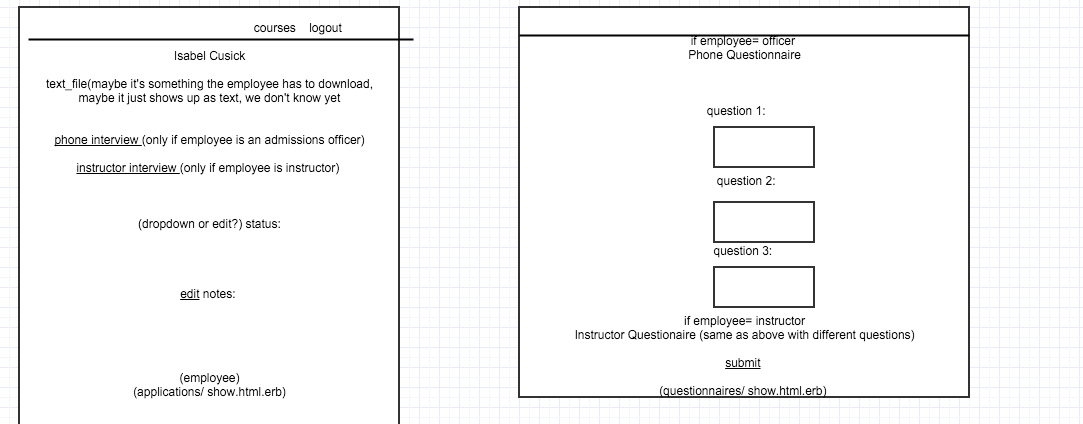 courses logout
Isabel Cusick
text_file(maybe it's something the employee has to download,
maybe it just shows up as text, we don't know yet
phone interview (only if employee is an admissions officer)
instructor interview (only if employee is instructor)
(dropdown or edit?) status:
edit notes:
(employee)
(applications/ show.html.erb)
if employee= officer
Phone Questionnaire
question 1:
question 2:
question 3:
if employee= instructor
Instructor Questionaire (same as above with different questions)
submit
(questionnaires/ show.html.erb)